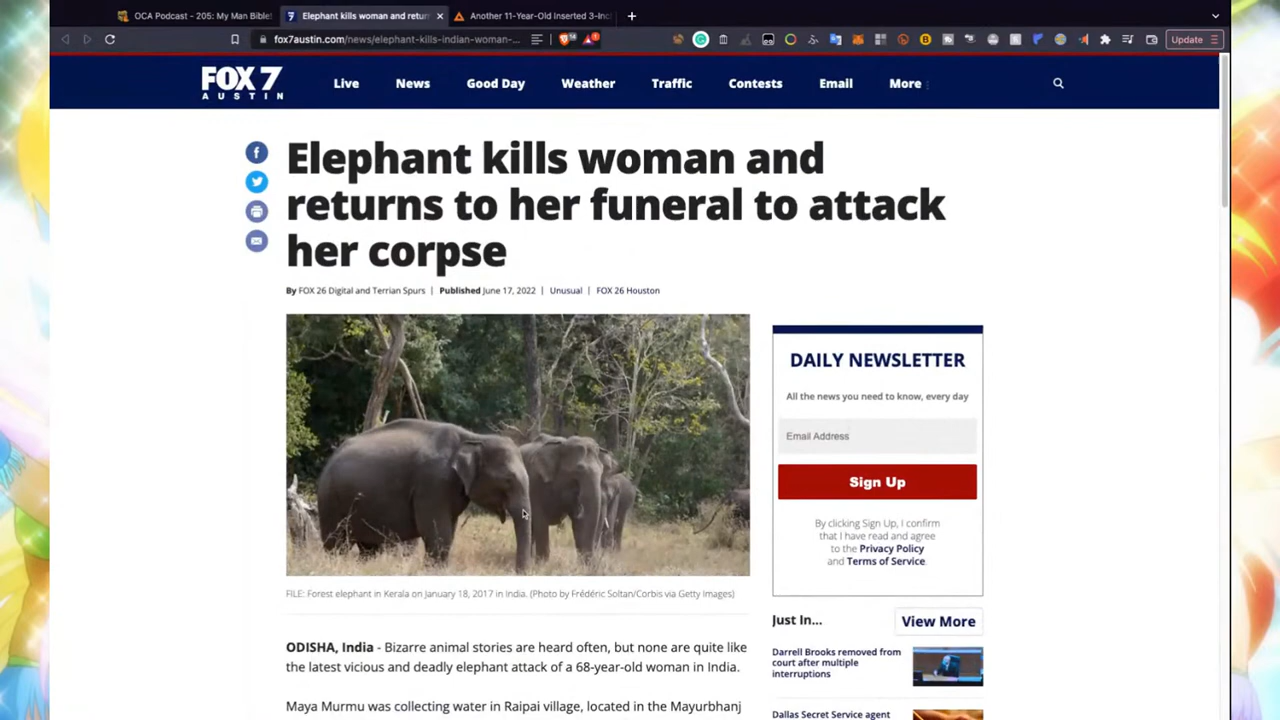 OCA Podcast - 205: My Man Bible!
Elephant kills woman and retur
Another 11-Year-Old Inserted 3-Inc
fox7austin.com/news/elephant-kills-indian-woman-...
Update
FOX 7
AUSTIN
Live
News
Good Day
Weather
Traffic
Contests
Email
More
Elephant kills woman and
returns to her funeral to attack
her corpse
By FOX 26 Digital and Terrian Spurs | Published June 17, 2022 | Unusual | FOX 26 Houston
DAILY NEWSLETTER
All the news you need to know, every day
Email Address
Sign Up
By clicking Sign Up, I confirm
that I have read and agree
to the Privacy Policy
and Terms of Service.
FILE: Forest elephant in Kerala on January 18, 2017 in India. (Photo by Frédéric Soltan/Corbis via Getty Images)
Just In...
View More
ODISHA, India - Bizarre animal stories are heard often, but none are quite like
the latest vicious and deadly elephant attack of a 68-year-old woman in India.
Darrell Brooks removed from
court after multiple
interruptions
Maya Murmu was collecting water in Raipai village, located in the Mayurbhanj
Dallas Secret Service agent